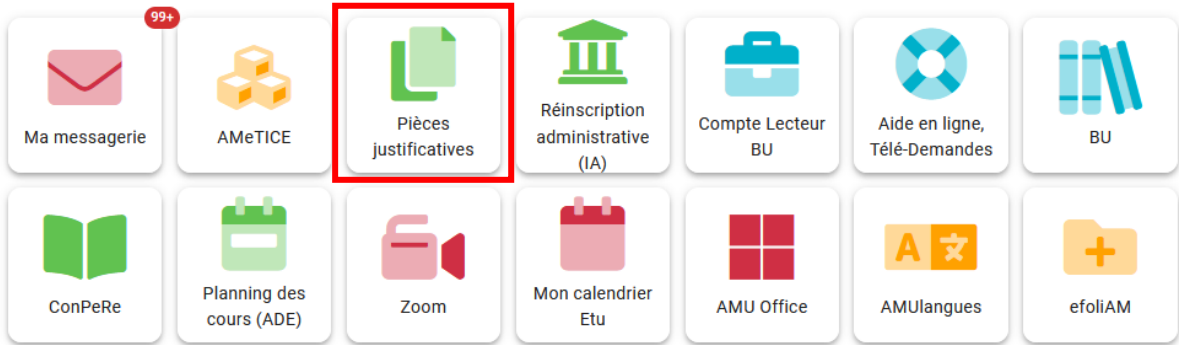 99+
Ma messagerie
AMeTICE
Pièces
justificatives
Réinscription
administrative
(IA)
Compte Lecteur
BU
Aide en ligne,
Télé-Demandes
BU
ConPeRe
Planning des
cours (ADE)
Zoom
Mon calendrier
Etu
AMU Office
A 文
AMUlangues
efoliAM